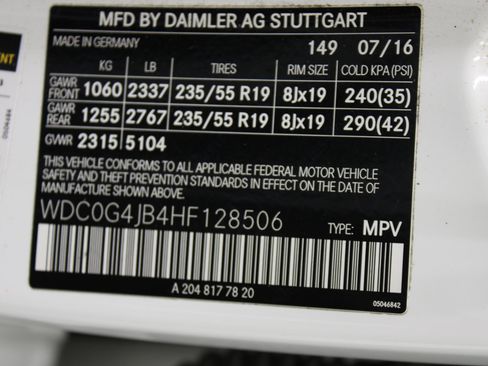 MFD BY DAIMLER AG STUTTGART
MADE IN GERMANY 149 07/16
KG LB TIRES RIM SIZE COLD KPA (PSI)
GAWR FRONT 1060 2337 235/55 R19 8Jx19 240(35)
GAWR REAR 1255 2767 235/55 R19 8Jx19 290(42)
GVWR 2315 5104
THIS VEHICLE CONFORMS TO ALL APPLICABLE FEDERAL MOTOR VEHICLE
SAFETY AND THEFT PREVENTION STANDARDS IN EFFECT ON THE DATE
OF MANUFACTURE SHOWN ABOVE.
WDC0G4JB4HF128506 TYPE: MPV
A 204 817 78 20
05046842